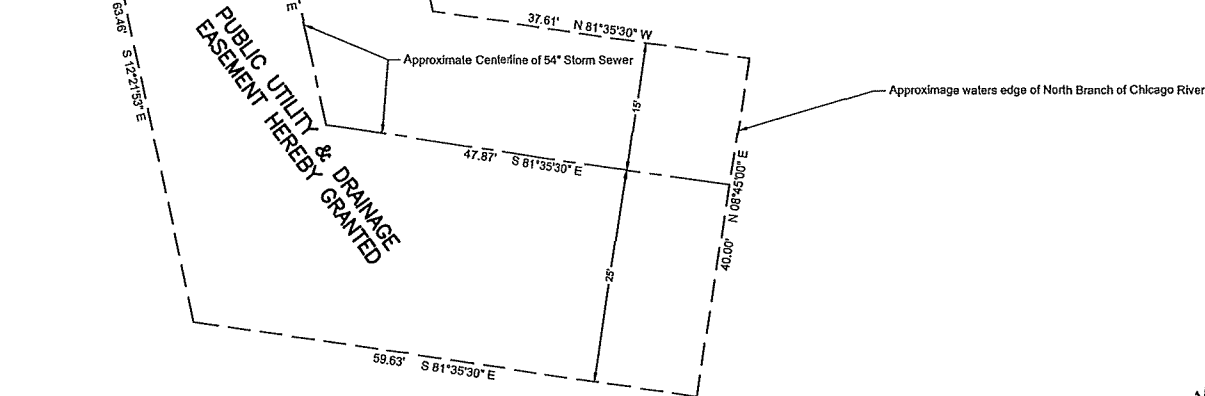 63.46' S 12°21'53" E
E
PUBLIC UTILITY & DRAINAGE
EASEMENT HEREBY GRANTED
37.61' N 81°35'30" W
Approximate Centerline of 54" Storm Sewer
15'
Approximaga waters edge of North Branch of Chicago River
47.87' S 81°35'30" E
40.00' N 08°45'00" E
25'
59.63' S 81°35'30" E